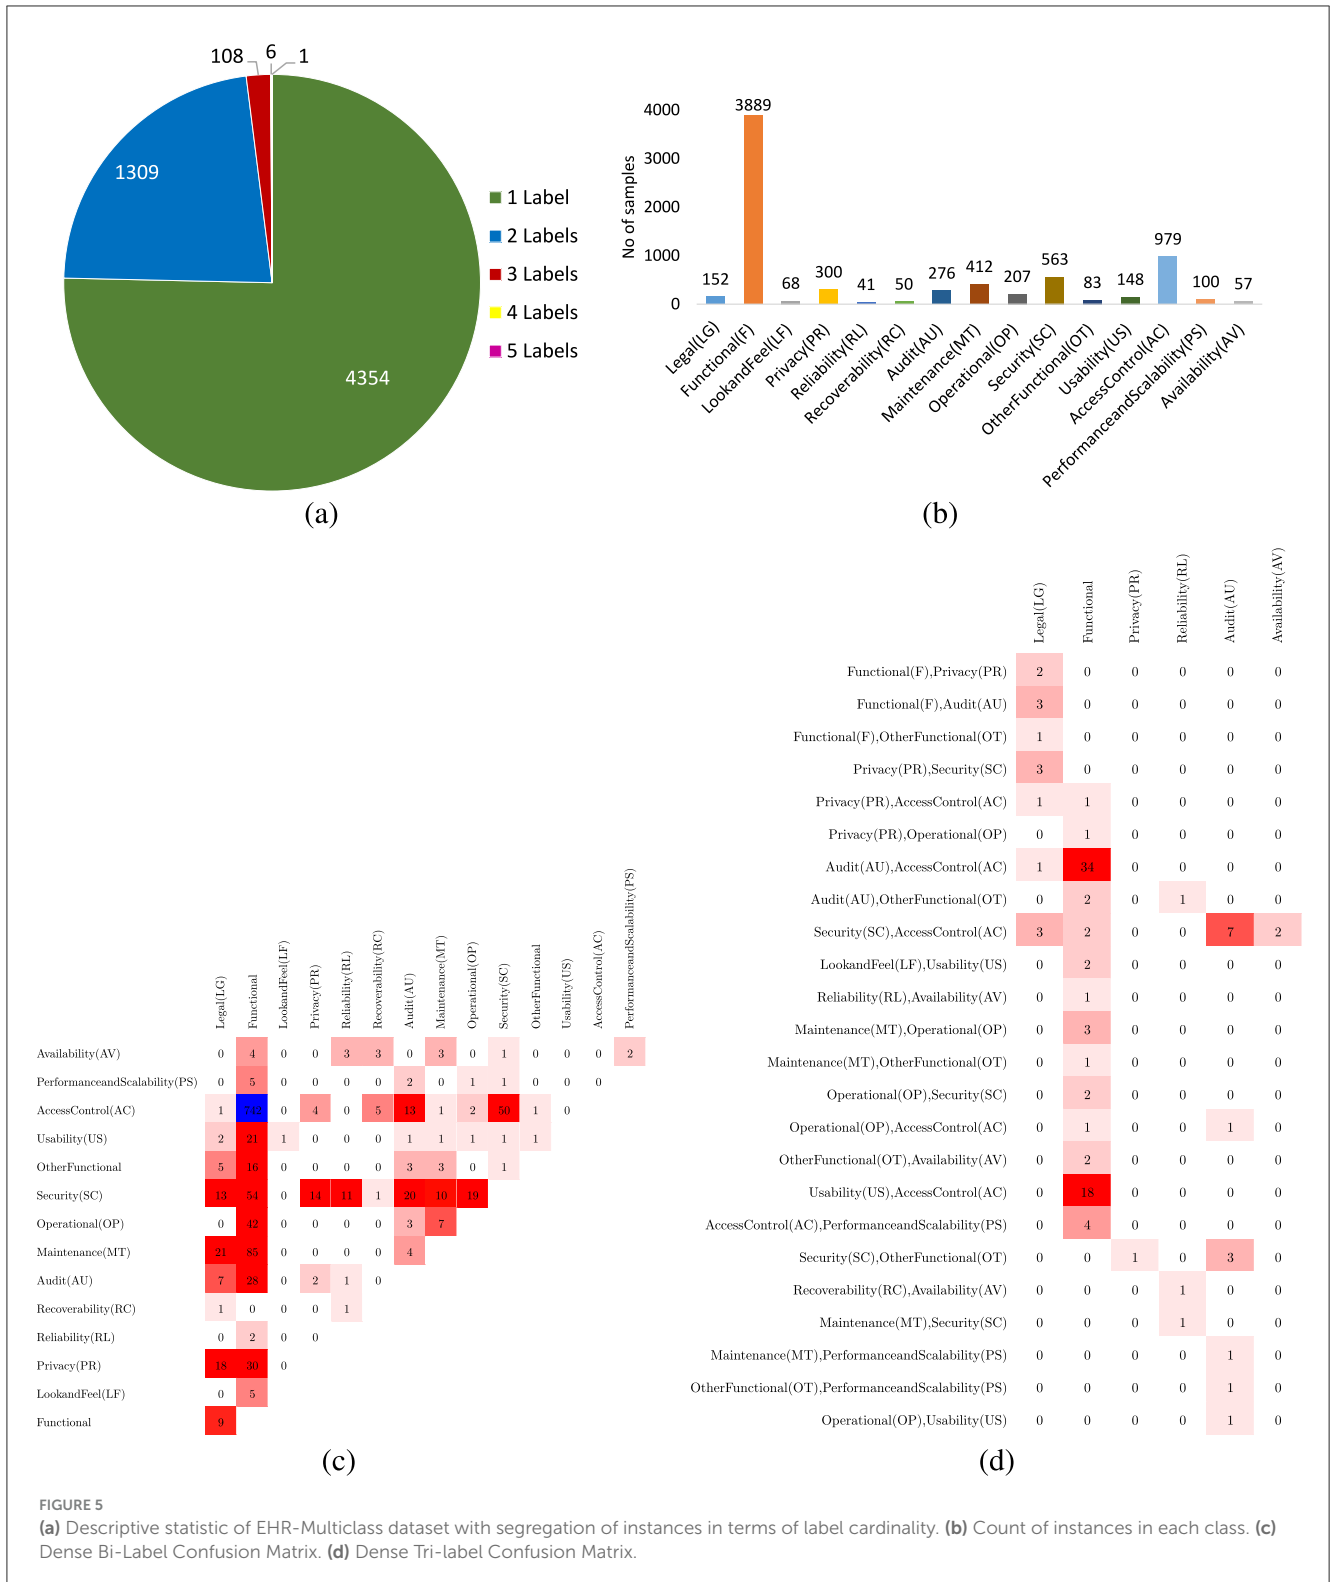 108
6
1
1309
4354
1 Label
2 Labels
3 Labels
4 Labels
5 Labels
(a)
No of samples
4000
3000
2000
1000
0
152
3889
68
300
41
50
276
412
207
563
83
148
979
100
57
Legal(LG)
Functional(F)
LookandFeel(LF)
Privacy(PR)
Reliability(RL)
Recoverability(RC)
Audit(AU)
Maintenance(MT)
Operational(OP)
Security(SC)
OtherFunctional(OT)
Usability(US)
AccessControl(AC)
PerformanceandScalability(PS)
Availability(AV)
(b)
Legal(LG) Functional LookandFeel(LF) Privacy(PR) Reliability(RL) Recoverability(RC) Audit(AU) Maintenance(MT) Operational(OP) Security(SC) OtherFunctional Usability(US) AccessControl(AC) PerformanceandScalability(PS)
Availability(AV) 0 4 0 0 3 3 0 3 0 1 0 0 0 2
PerformanceandScalability(PS) 0 5 0 0 0 0 2 0 1 1 0 0 0
AccessControl(AC) 1 742 0 4 0 5 13 1 2 50 1 0
Usability(US) 2 21 1 0 0 0 1 1 1 1 1
OtherFunctional 5 16 0 0 0 0 3 3 0 1
Security(SC) 13 54 0 14 11 1 20 10 19
Operational(OP) 0 42 0 0 0 0 3 7
Maintenance(MT) 21 85 0 0 0 0 4
Audit(AU) 7 28 0 2 1 0
Recoverability(RC) 1 0 0 0 1
Reliability(RL) 0 2 0 0
Privacy(PR) 18 30 0
LookandFeel(LF) 0 5
Functional 9
(c)
Legal(LG) Functional Privacy(PR) Reliability(RL) Audit(AU) Availability(AV)
Functional(F),Privacy(PR) 2 0 0 0 0 0
Functional(F),Audit(AU) 3 0 0 0 0 0
Functional(F),OtherFunctional(OT) 1 0 0 0 0 0
Privacy(PR),Security(SC) 3 0 0 0 0 0
Privacy(PR),AccessControl(AC) 1 1 0 0 0 0
Privacy(PR),Operational(OP) 0 1 0 0 0 0
Audit(AU),AccessControl(AC) 1 34 0 0 0 0
Audit(AU),OtherFunctional(OT) 0 2 0 1 0 0
Security(SC),AccessControl(AC) 3 2 0 0 7 2
LookandFeel(LF),Usability(US) 0 2 0 0 0 0
Reliability(RL),Availability(AV) 0 1 0 0 0 0
Maintenance(MT),Operational(OP) 0 3 0 0 0 0
Maintenance(MT),OtherFunctional(OT) 0 1 0 0 0 0
Operational(OP),Security(SC) 0 2 0 0 0 0
Operational(OP),AccessControl(AC) 0 1 0 0 1 0
OtherFunctional(OT),Availability(AV) 0 2 0 0 0 0
Usability(US),AccessControl(AC) 0 18 0 0 0 0
AccessControl(AC),PerformanceandScalability(PS) 0 4 0 0 0 0
Security(SC),OtherFunctional(OT) 0 0 1 0 3 0
Recoverability(RC),Availability(AV) 0 0 0 1 0 0
Maintenance(MT),Security(SC) 0 0 0 1 0 0
Maintenance(MT),PerformanceandScalability(PS) 0 0 0 0 1 0
OtherFunctional(OT),PerformanceandScalability(PS) 0 0 0 0 1 0
Operational(OP),Usability(US) 0 0 0 0 1 0
(d)
FIGURE 5
(a) Descriptive statistic of EHR-Multiclass dataset with segregation of instances in terms of label cardinality. (b) Count of instances in each class. (c)
Dense Bi-Label Confusion Matrix. (d) Dense Tri-label Confusion Matrix.